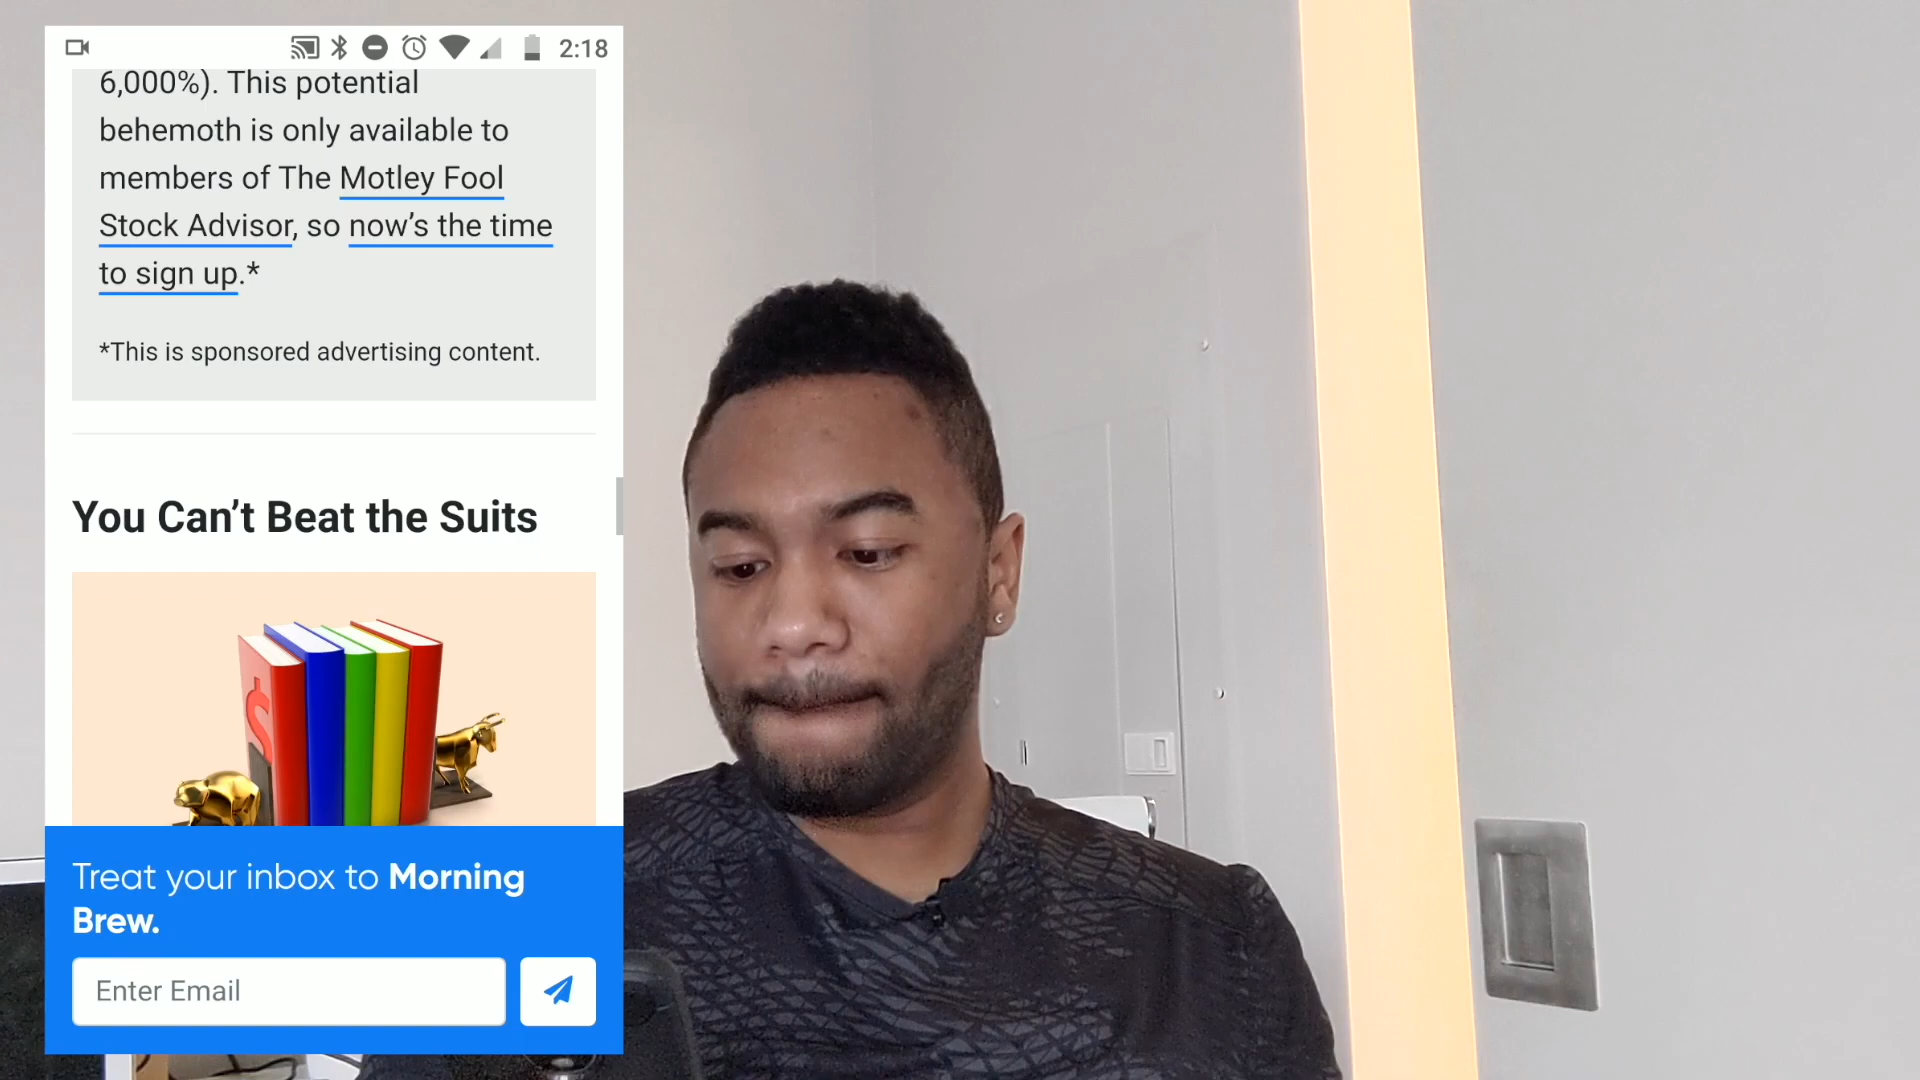 2:18
6,000%). This potential
behemoth is only available to
members of The Motley Fool
Stock Advisor, so now’s the time
to sign up.*
*This is sponsored advertising content.
You Can’t Beat the Suits
$
Treat your inbox to Morning
Brew.
Enter Email